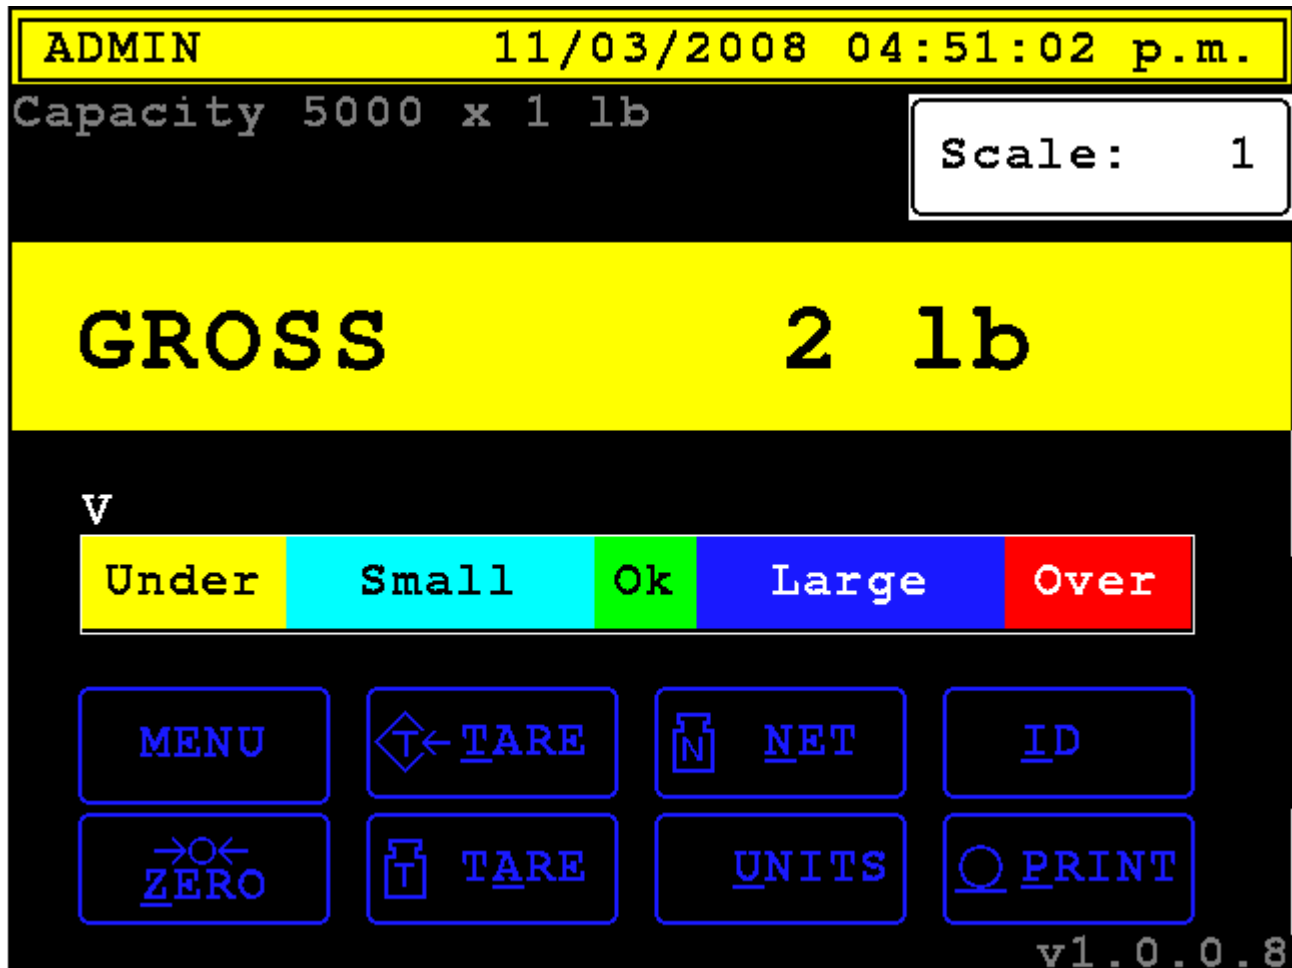 ADMIN 11/03/2008 04:51:02 p.m.
Capacity 5000 x 1 lb
Scale: 1
GROSS 2 lb
V
Under Small Ok Large Over
MENU T TARE N NET ID
ZERO T TARE UNITS PRINT
v1.0.0.8